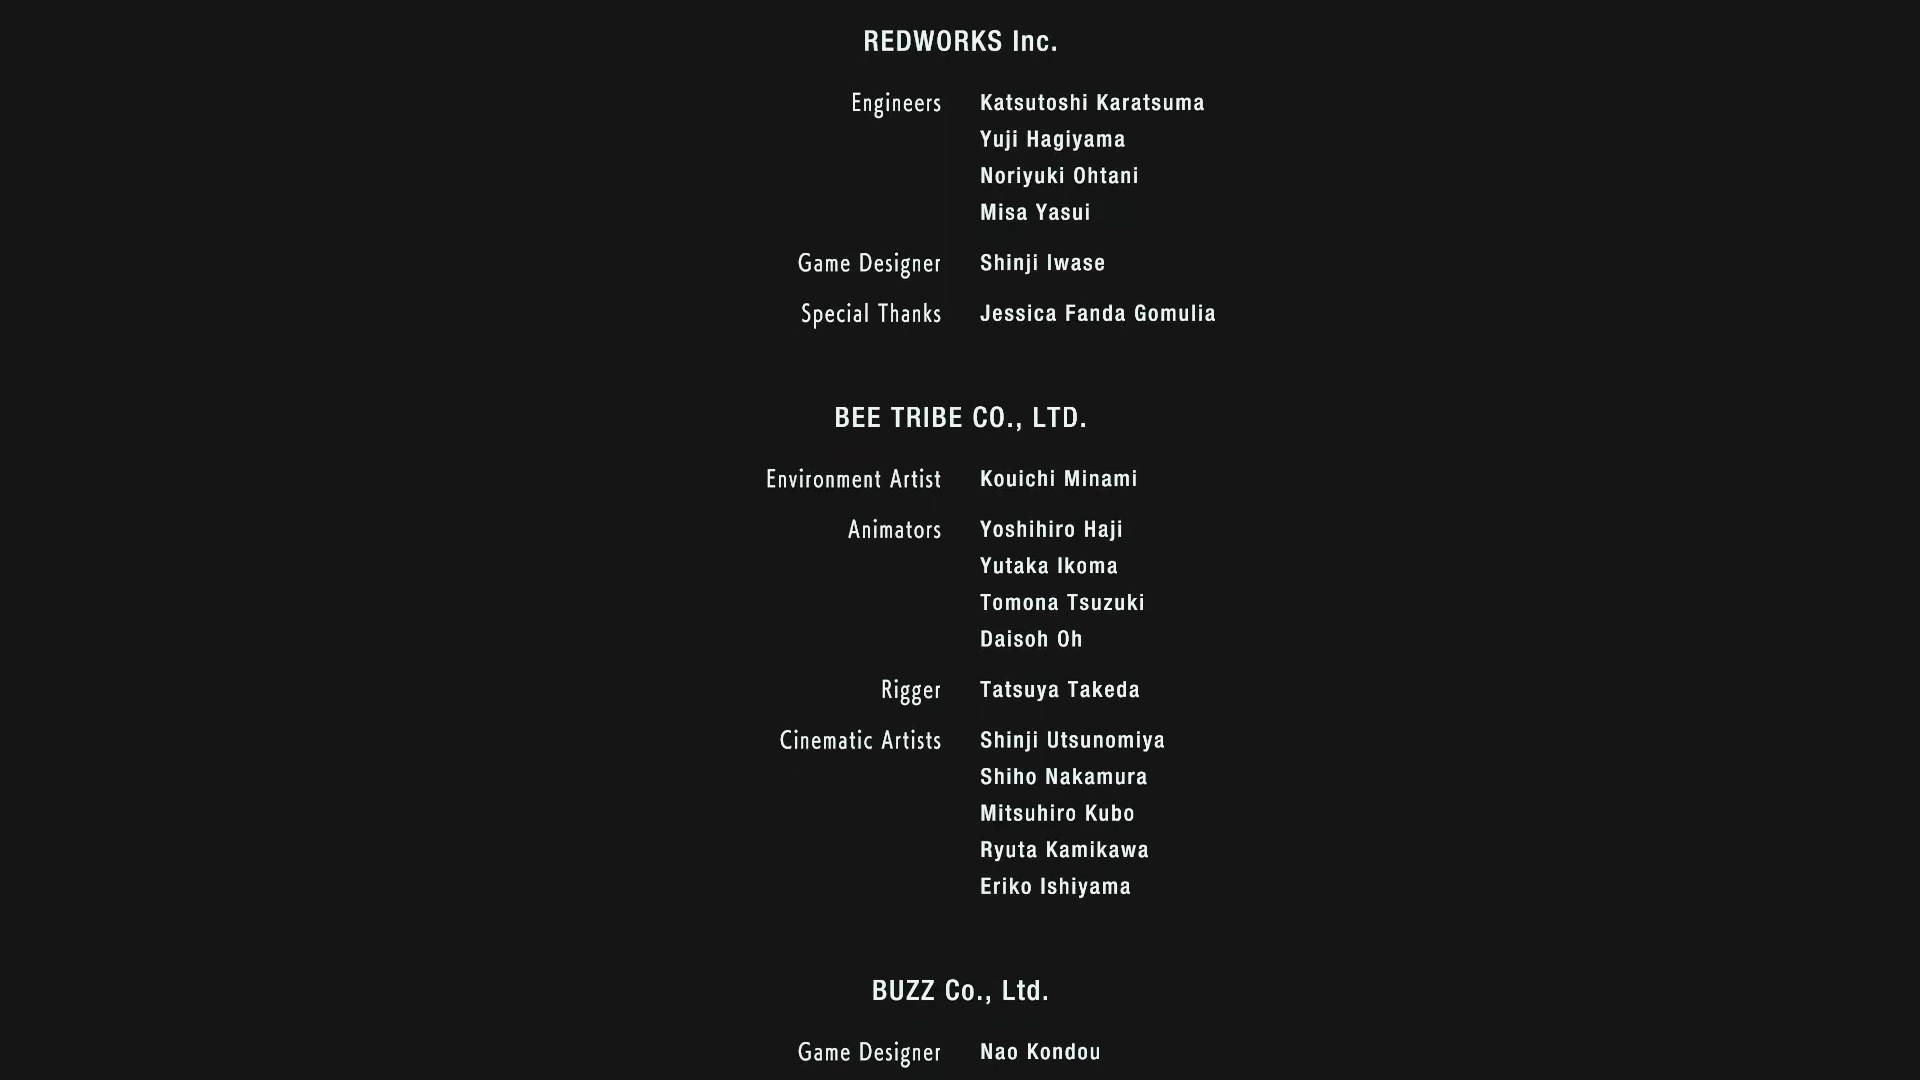 REDWORKS Inc.
Engineers Katsutoshi Karatsuma
Yuji Hagiyama
Noriyuki Ohtani
Misa Yasui
Game Designer Shinji Iwase
Special Thanks Jessica Fanda Gomulia
BEE TRIBE CO., LTD.
Environment Artist Kouichi Minami
Animators Yoshihiro Haji
Yutaka Ikoma
Tomona Tsuzuki
Daisoh Oh
Rigger Tatsuya Takeda
Cinematic Artists Shinji Utsunomiya
Shiho Nakamura
Mitsuhiro Kubo
Ryuta Kamikawa
Eriko Ishiyama
BUZZ Co., Ltd.
Game Designer Nao Kondou